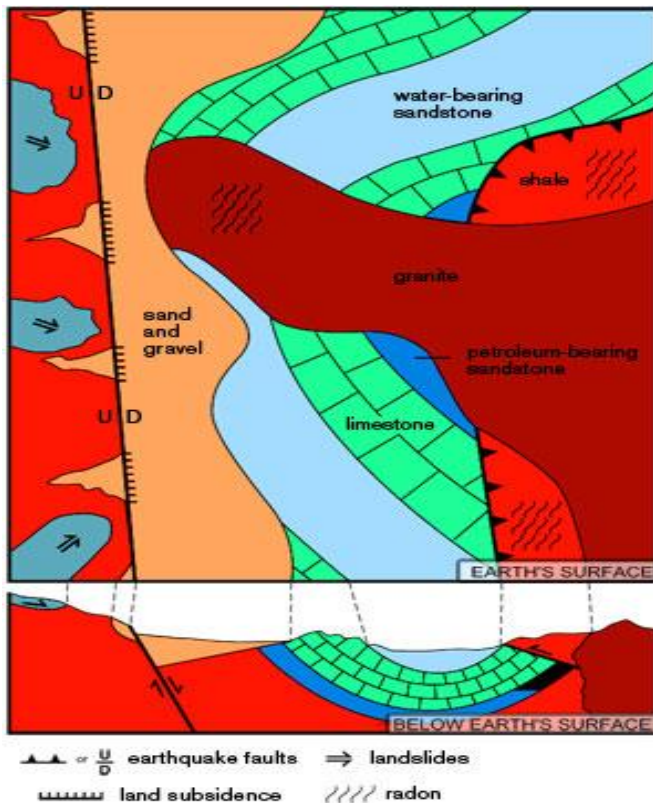 U D
water-bearing
sandstone
shale
granite
sand
and
gravel
petroleum-bearing
sandstone
U D
limestone
EARTH'S SURFACE
BELOW EARTH'S SURFACE
or U/D earthquake faults
landslides
land subsidence
radon